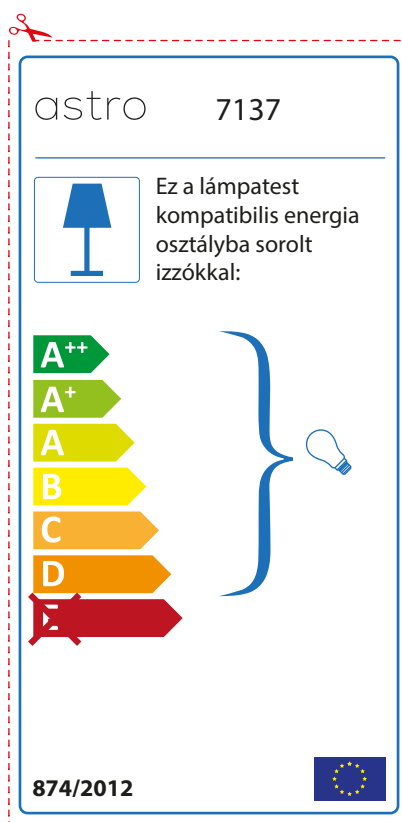 astro 7137
Ez a lámpatest
kompatibilis energia
osztályba sorolt
izzókkal:
A++
A+
A
B
C
D
E
874/2012